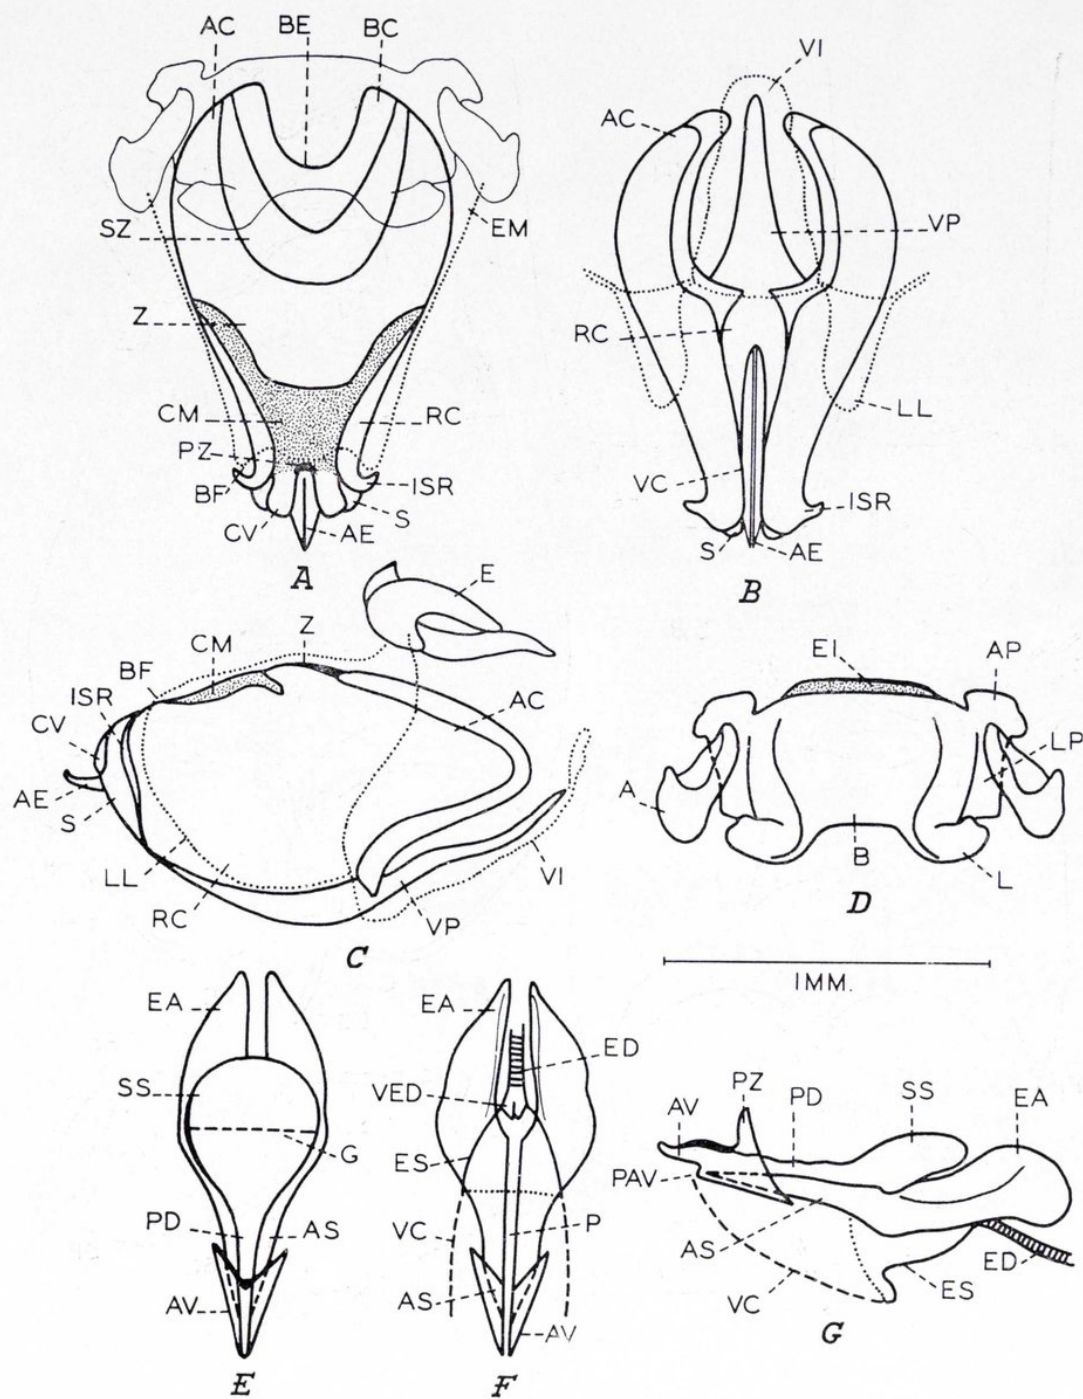 AC BE BC
SZ EM
Z
CM RC
PZ
BF ISR
CV AE S
A
VI
AC
VP
RC
LL
VC
ISR
S AE
B
E
Z
CM
BF
ISR
CV
AC
AE
S
LL
RC
VP
VI
C
EI AP
LP
A
B L
D
1MM.
EA
SS
G
PD AS
AV
E
EA
ED
VED
ES
VC
P
AS
AV
F
PZ
AV PD SS EA
PAV
AS
ED
VC ES
G